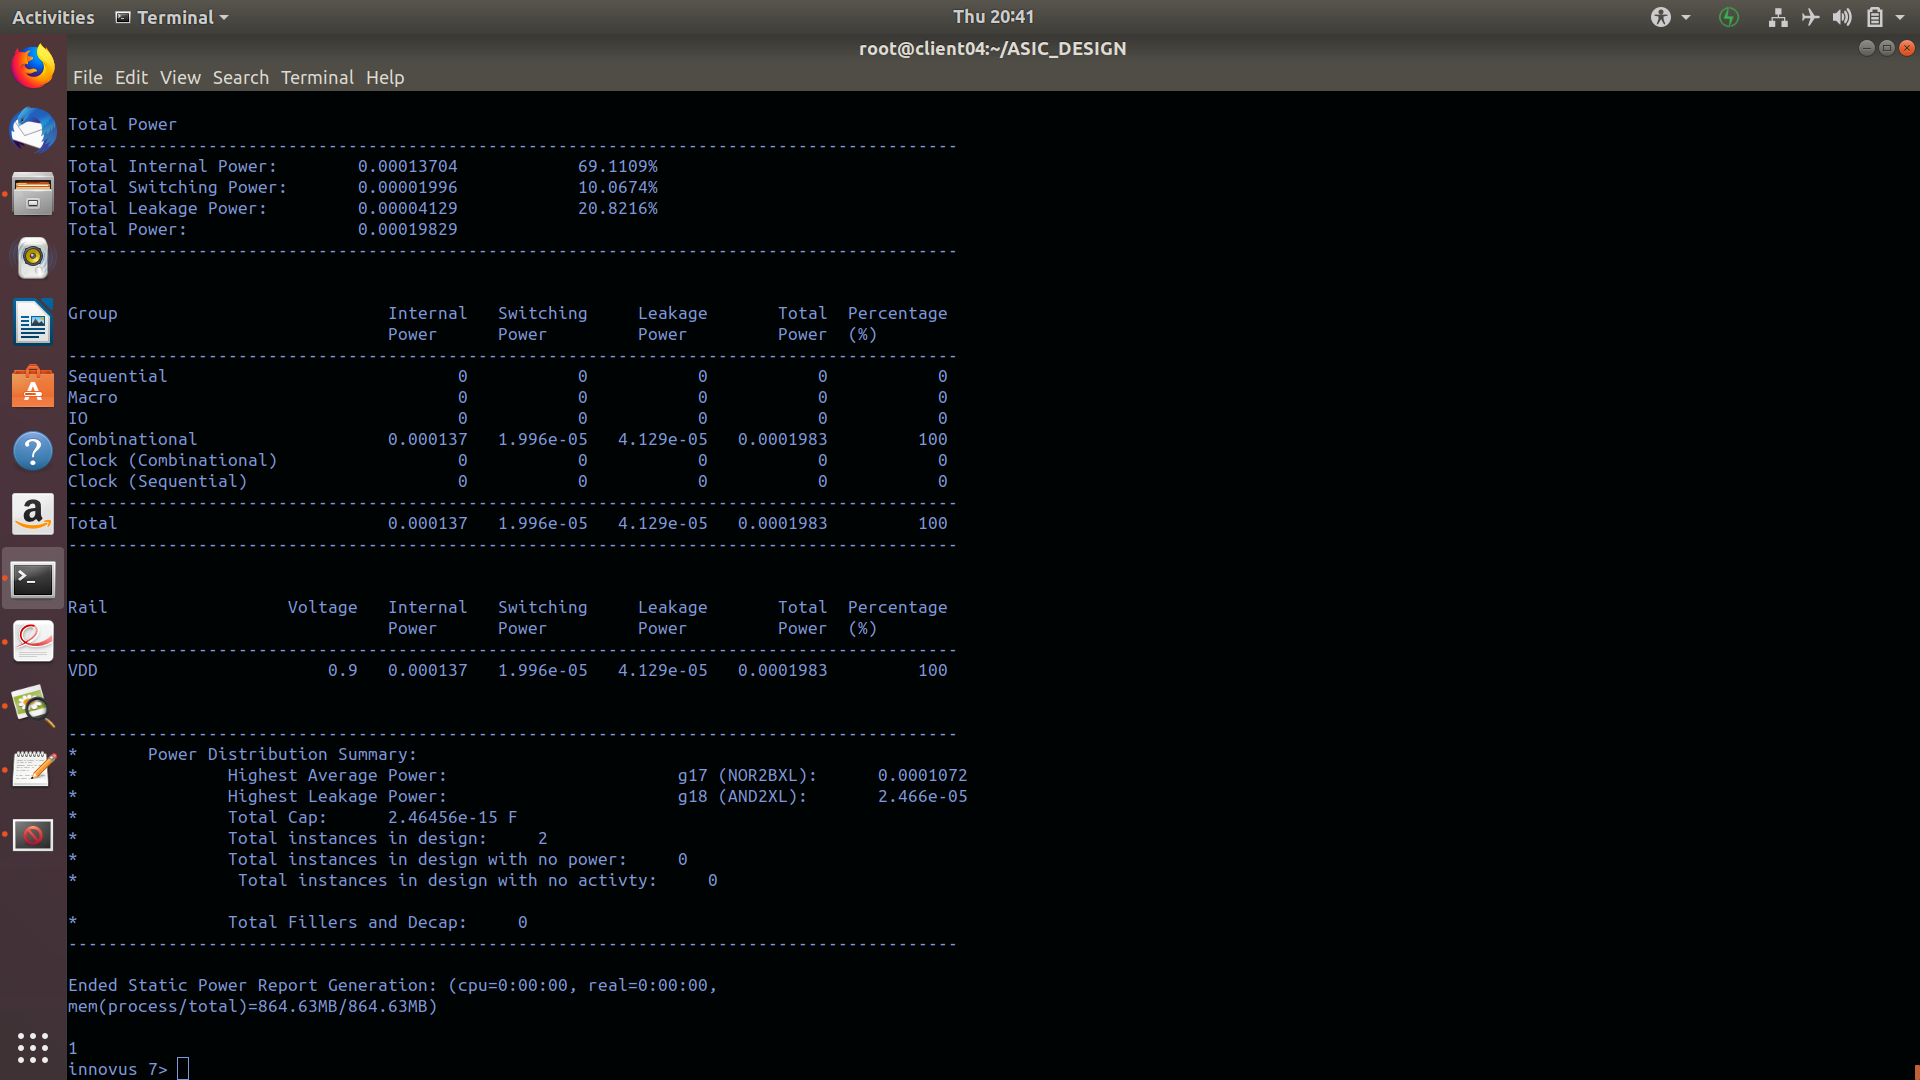 Activities Terminal Thu 20:41
root@client04:~/ASIC_DESIGN
File Edit View Search Terminal Help
Total Power
-----------------------------------------------------------------------------------------
Total Internal Power: 0.00013704 69.1109%
Total Switching Power: 0.00001996 10.0674%
Total Leakage Power: 0.00004129 20.8216%
Total Power: 0.00019829
-----------------------------------------------------------------------------------------
Group Internal Switching Leakage Total Percentage
Power Power Power Power (%)
-----------------------------------------------------------------------------------------
Sequential 0 0 0 0 0
Macro 0 0 0 0 0
IO 0 0 0 0 0
Combinational 0.000137 1.996e-05 4.129e-05 0.0001983 100
Clock (Combinational) 0 0 0 0 0
Clock (Sequential) 0 0 0 0 0
-----------------------------------------------------------------------------------------
Total 0.000137 1.996e-05 4.129e-05 0.0001983 100
-----------------------------------------------------------------------------------------
Rail Voltage Internal Switching Leakage Total Percentage
Power Power Power Power (%)
-----------------------------------------------------------------------------------------
VDD 0.9 0.000137 1.996e-05 4.129e-05 0.0001983 100
-----------------------------------------------------------------------------------------
* Power Distribution Summary:
* Highest Average Power: g17 (NOR2BXL): 0.0001072
* Highest Leakage Power: g18 (AND2XL): 2.466e-05
* Total Cap: 2.46456e-15 F
* Total instances in design: 2
* Total instances in design with no power: 0
* Total instances in design with no activty: 0
* Total Fillers and Decap: 0
-----------------------------------------------------------------------------------------
Ended Static Power Report Generation: (cpu=0:00:00, real=0:00:00,
mem(process/total)=864.63MB/864.63MB)
1
innovus 7>